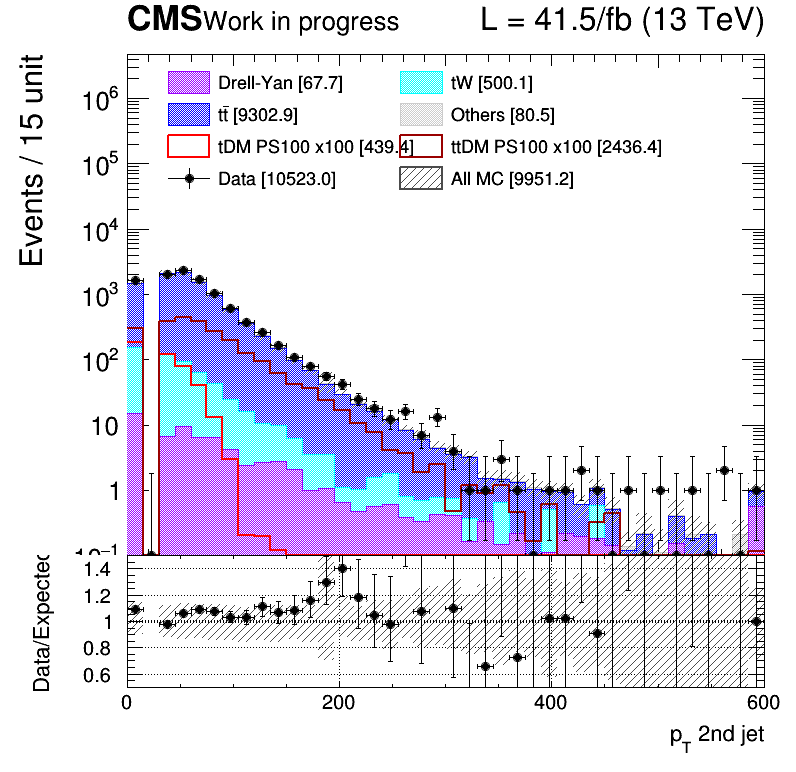 CMS Work in progress L = 41.5/fb (13 TeV)
Events / 15 unit
Drell-Yan [67.7] tW [500.1]
tt̄ [9302.9] Others [80.5]
tDM PS100 x100 [439.4] ttDM PS100 x100 [2436.4]
Data [10523.0] All MC [9951.2]
10⁶
10⁵
10⁴
10³
10²
10
1
10⁻¹
Data/Expected
1.4
1.2
1
0.8
0.6
0 200 400 600
p_T 2nd jet